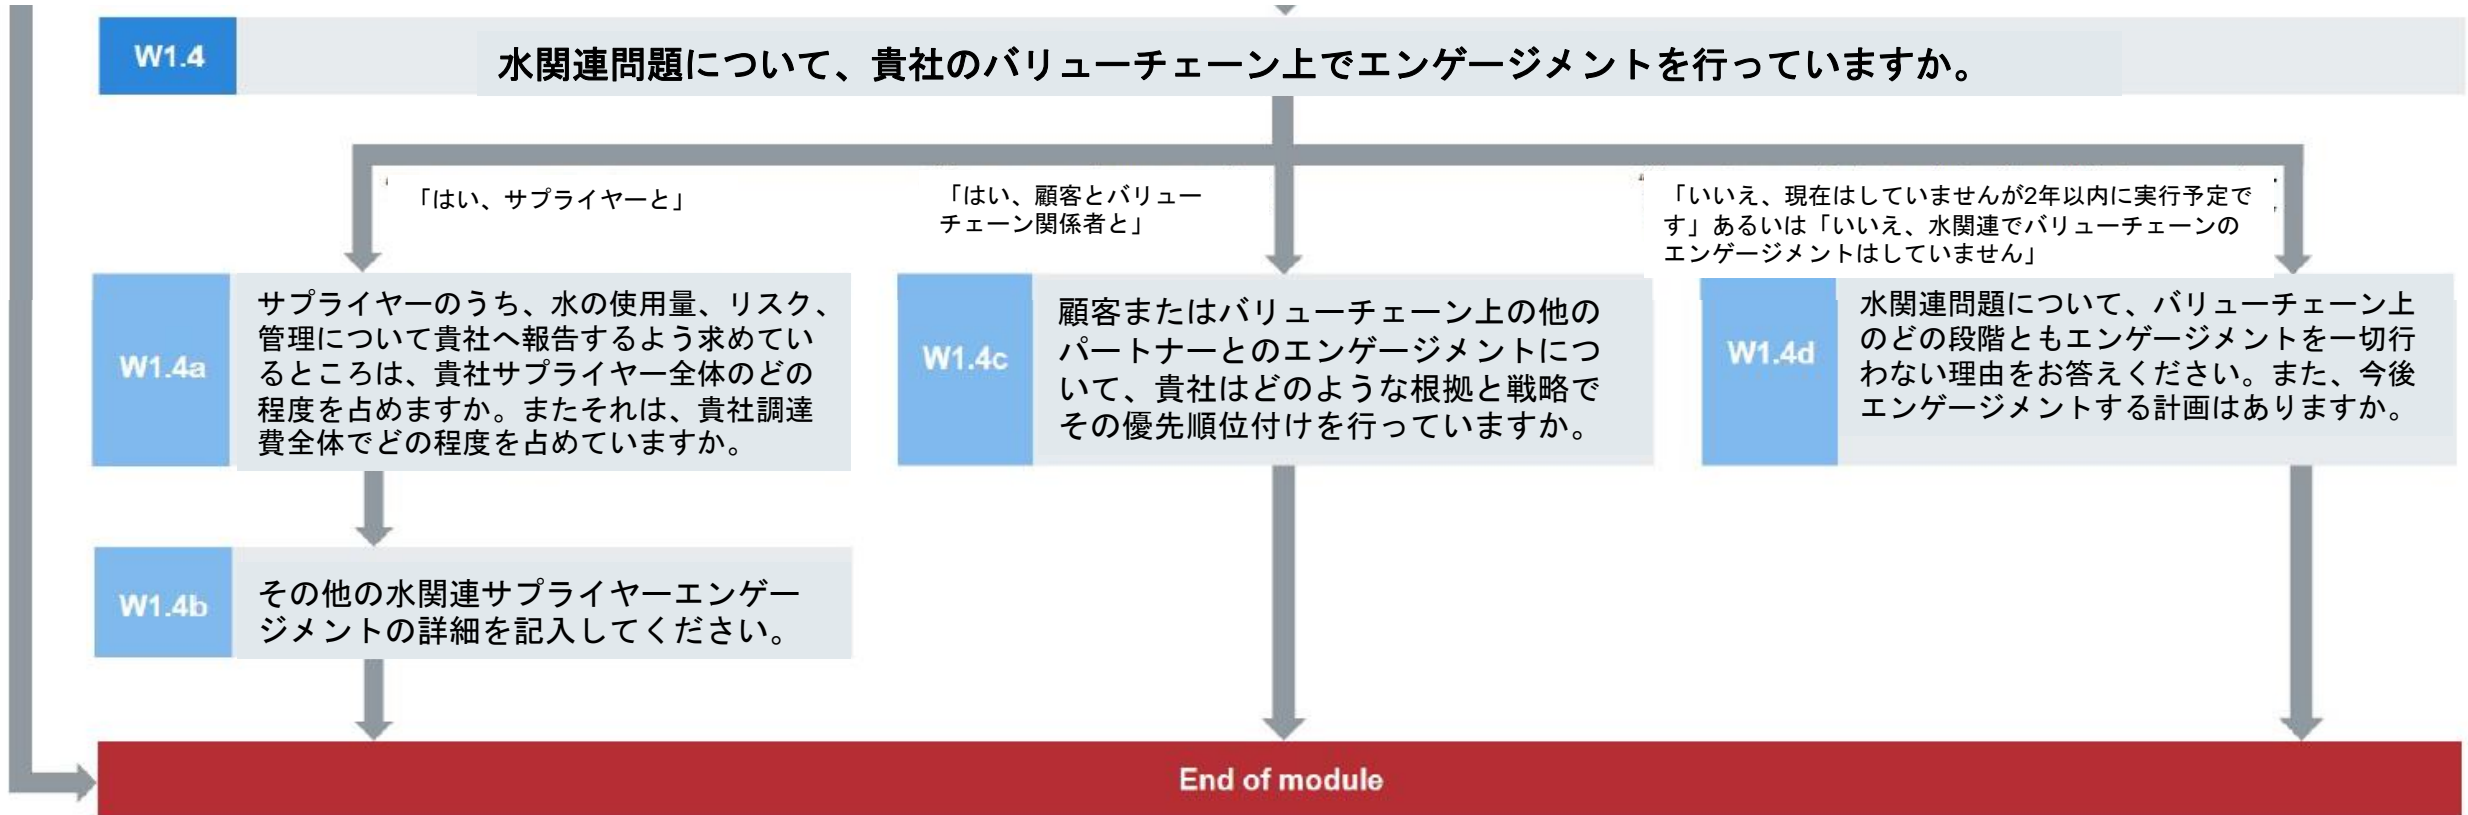 W1.4
水関連問題について、貴社のバリューチェーン上でエンゲージメントを行っていますか。
「はい、サプライヤーと」
「はい、顧客とバリュー
チェーン関係者と」
「いいえ、現在はしていませんが2年以内に実行予定で
す」あるいは「いいえ、水関連でバリューチェーンの
エンゲージメントはしていません」
W1.4a
サプライヤーのうち、水の使用量、リスク、
管理について貴社へ報告するよう求めてい
るところは、貴社サプライヤー全体のどの
程度を占めますか。またそれは、貴社調達
費全体でどの程度を占めていますか。
W1.4c
顧客またはバリューチェーン上の他の
パートナーとのエンゲージメントにつ
いて、貴社はどのような根拠と戦略で
その優先順位付けを行っていますか。
W1.4d
水関連問題について、バリューチェーン上
のどの段階ともエンゲージメントを一切行
わない理由をお答えください。また、今後
エンゲージメントする計画はありますか。
W1.4b
その他の水関連サプライヤーエンゲー
ジメントの詳細を記入してください。
End of module